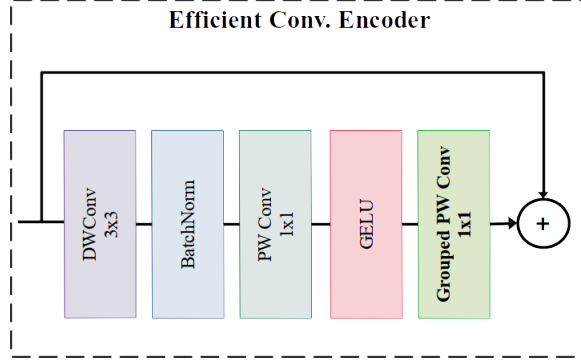 Efficient Conv. Encoder
DWConv
3x3
BatchNorm
PW Conv
1x1
GELU
Grouped PW Conv
1x1
+